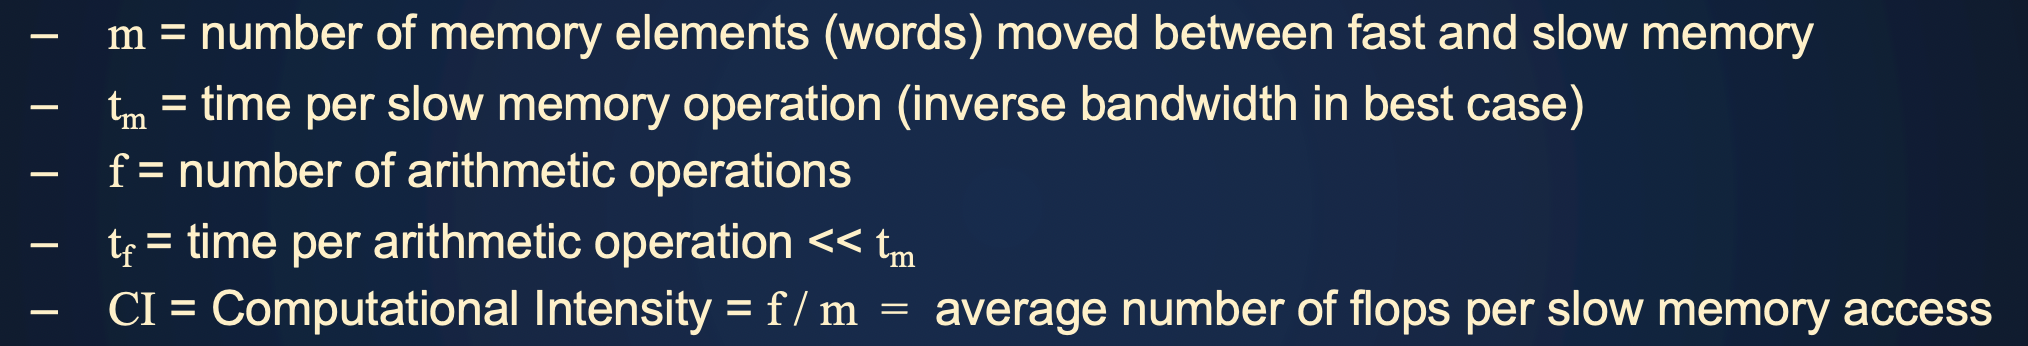 – m = number of memory elements (words) moved between fast and slow memory
– tm = time per slow memory operation (inverse bandwidth in best case)
– f = number of arithmetic operations
– tf = time per arithmetic operation << tm
– CI = Computational Intensity = f / m = average number of flops per slow memory access